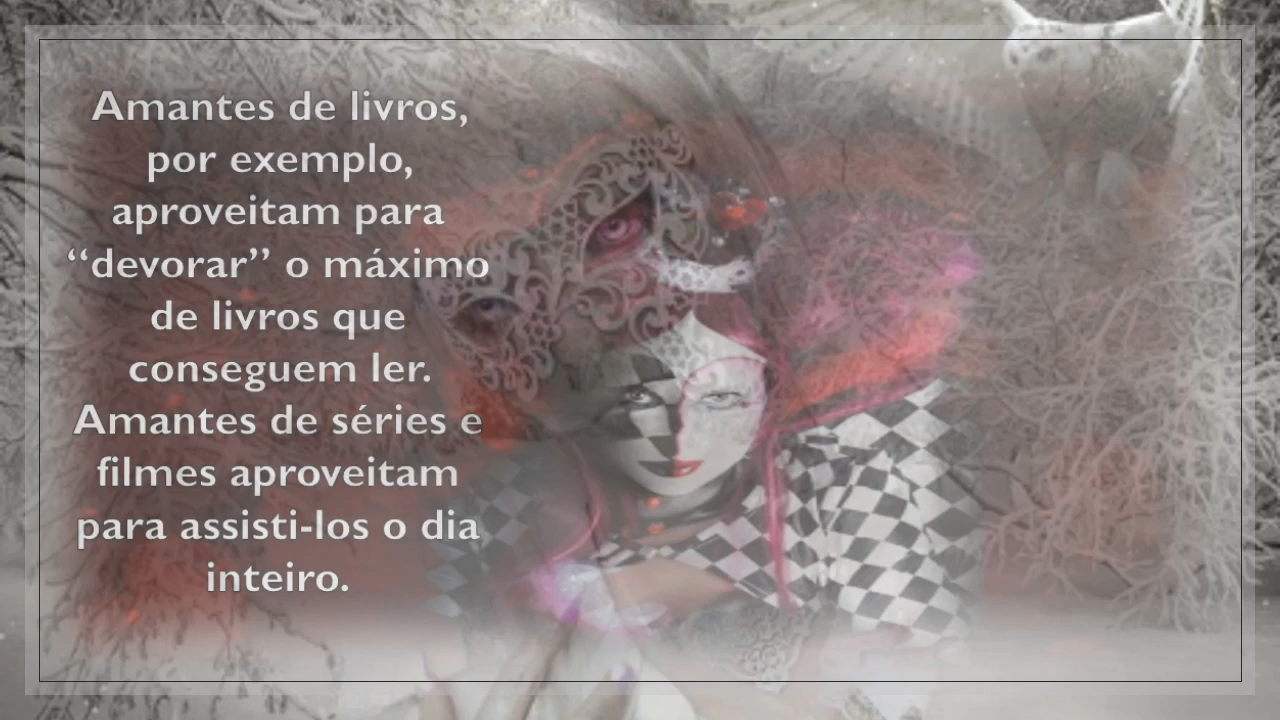 Amantes de livros,
por exemplo,
aproveitam para
“devorar” o máximo
de livros que
conseguem ler.
Amantes de séries e
filmes aproveitam
para assisti-los o dia
inteiro.